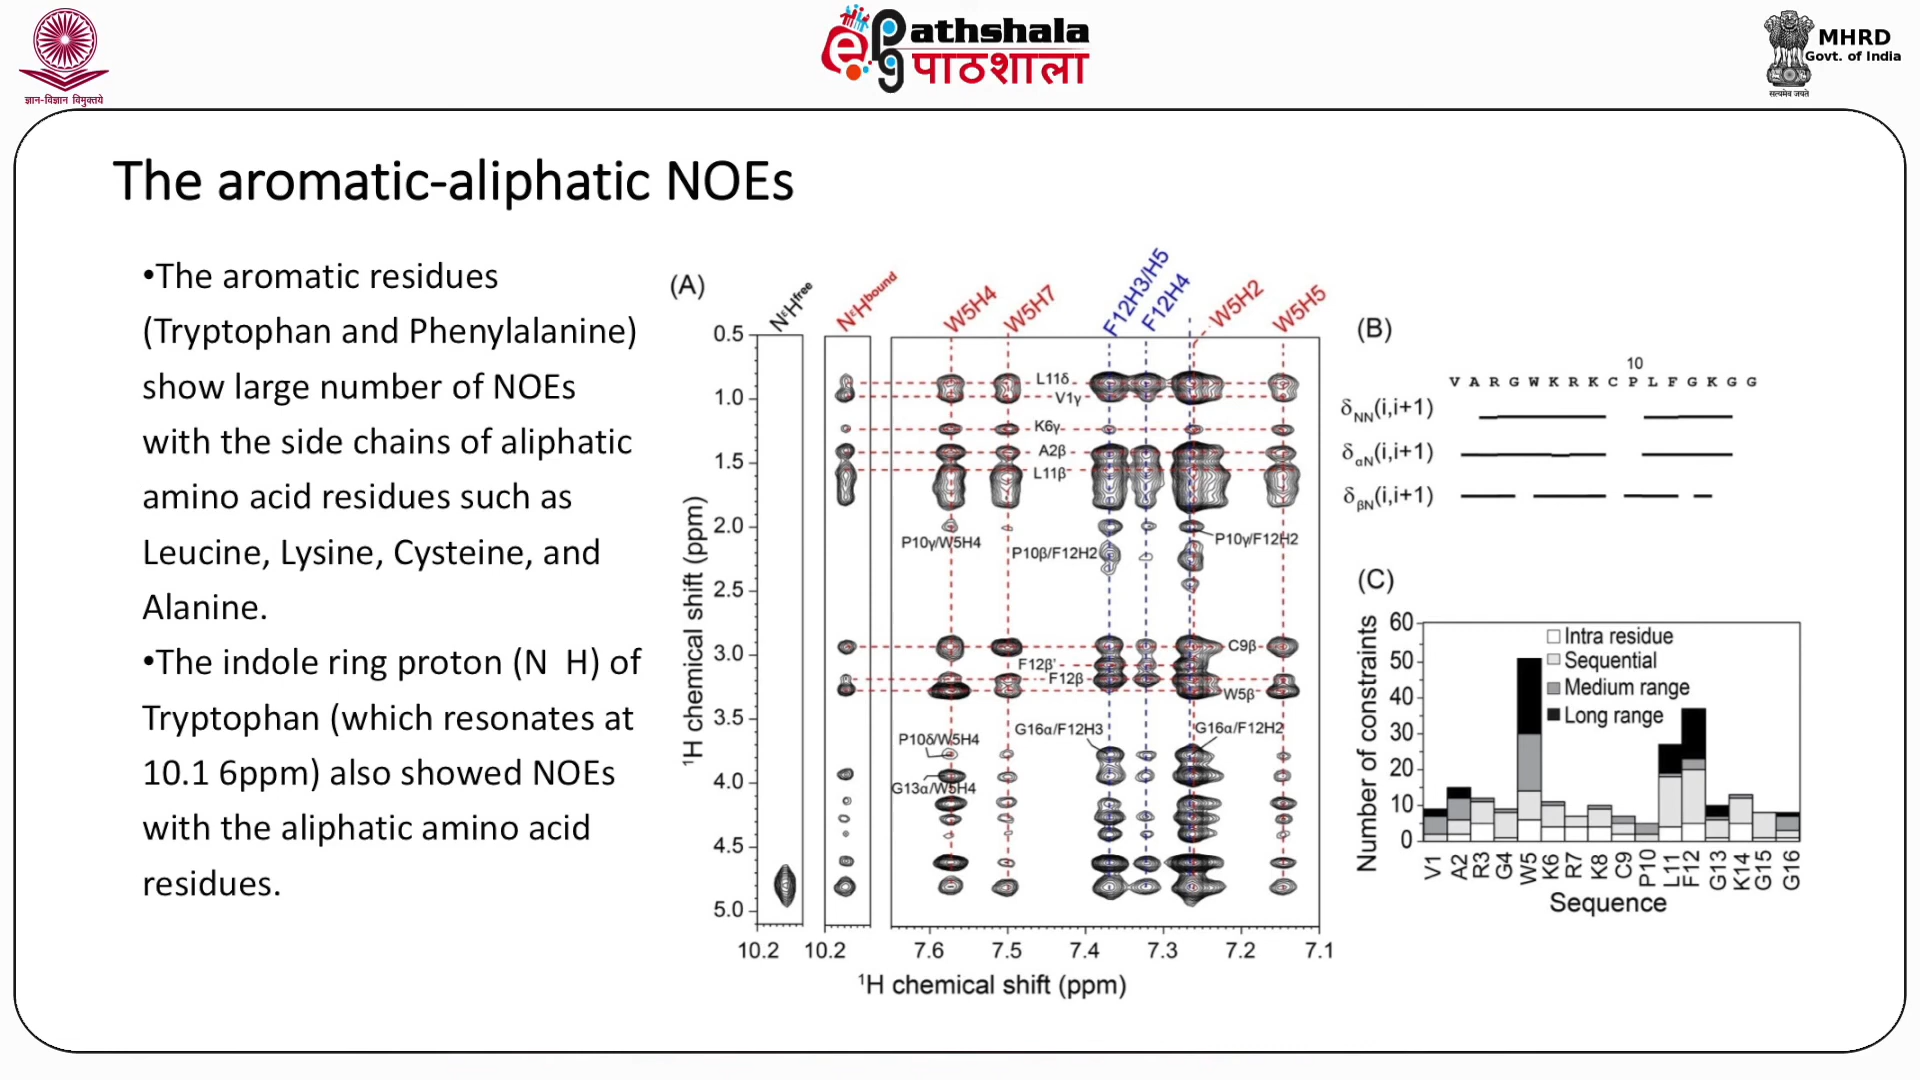 ज्ञान-विज्ञान विमुक्तये
ePgpathshala
पाठशाला
MHRD
Govt. of India
सत्यमेव जयते
The aromatic-aliphatic NOEs
•The aromatic residues
(Tryptophan and Phenylalanine)
show large number of NOEs
with the side chains of aliphatic
amino acid residues such as
Leucine, Lysine, Cysteine, and
Alanine.
•The indole ring proton (N  H) of
Tryptophan (which resonates at
10.1 6ppm) also showed NOEs
with the aliphatic amino acid
residues.
(A)
NᵋHfree
NᵋHbound
W5H4
W5H7
F12H3/H5
F12H4
W5H2
W5H5
0.5
1.0
1.5
2.0
2.5
3.0
3.5
4.0
4.5
5.0
¹H chemical shift (ppm)
L11δ
V1γ
K6γ
A2β
L11β
P10γ/W5H4
P10β/F12H2
P10γ/F12H2
C9β
F12β'
F12β
W5β
P10δ/W5H4
G16α/F12H3
G16α/F12H2
G13α/W5H4
10.2 10.2 7.6 7.5 7.4 7.3 7.2 7.1
¹H chemical shift (ppm)
(B)
10
V A R G W K R K C P L F G K G G
δNN(i,i+1)
δαN(i,i+1)
δβN(i,i+1)
(C)
Number of constraints
60
50
40
30
20
10
0
Intra residue
Sequential
Medium range
Long range
V1 A2 R3 G4 W5 K6 R7 K8 C9 P10 L11 F12 G13 K14 G15 G16
Sequence